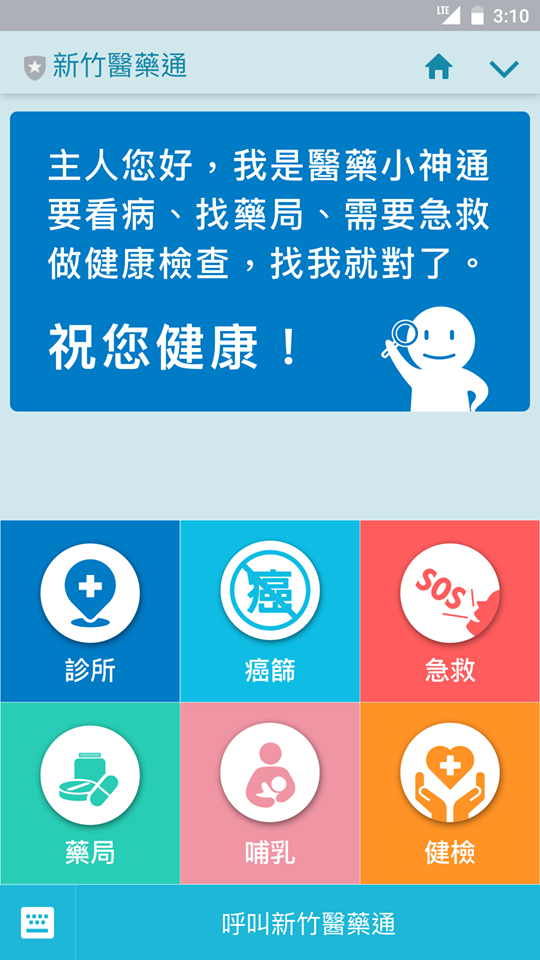 LTE 3:10
新竹醫藥通
主人您好，我是醫藥小神通
要看病、找藥局、需要急救
做健康檢查，找我就對了。
祝您健康！
癌
SOS
診所 癌篩 急救
藥局 哺乳 健檢
呼叫新竹醫藥通